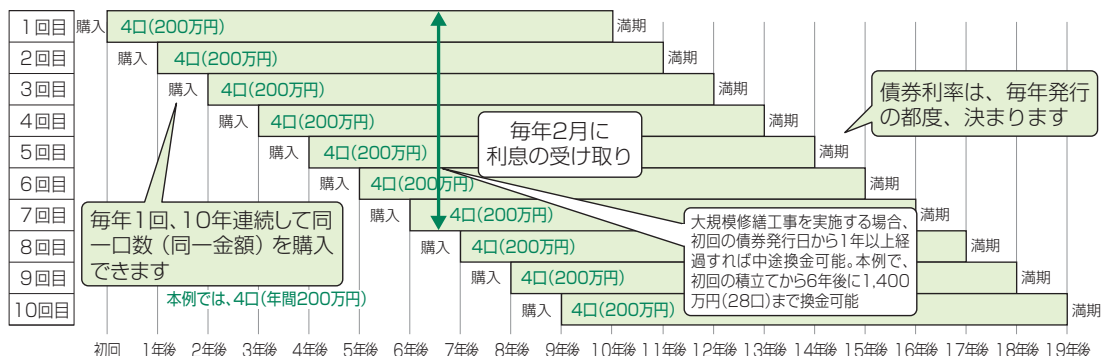 1回目 購入 4口(200万円) 満期
2回目 購入 4口(200万円) 満期
3回目 購入 4口(200万円) 満期
4回目 購入 4口(200万円) 満期
5回目 購入 4口(200万円) 満期
6回目 購入 4口(200万円) 満期
7回目 購入 4口(200万円) 満期
8回目 購入 4口(200万円) 満期
9回目 購入 4口(200万円) 満期
10回目 購入 4口(200万円) 満期
債券利率は、毎年発行
の都度、決まります
毎年2月に
利息の受け取り
毎年1回、10年連続して同
一口数（同一金額）を購入
できます
大規模修繕工事を実施する場合、
初回の債券発行日から1年以上経
過すれば中途換金可能。本例で、
初回の積立てから6年後に1,400
万円(28口)まで換金可能
本例では、4口(年間200万円)
初回 1年後 2年後 3年後 4年後 5年後 6年後 7年後 8年後 9年後 10年後 11年後 12年後 13年後 14年後 15年後 16年後 17年後 18年後 19年後